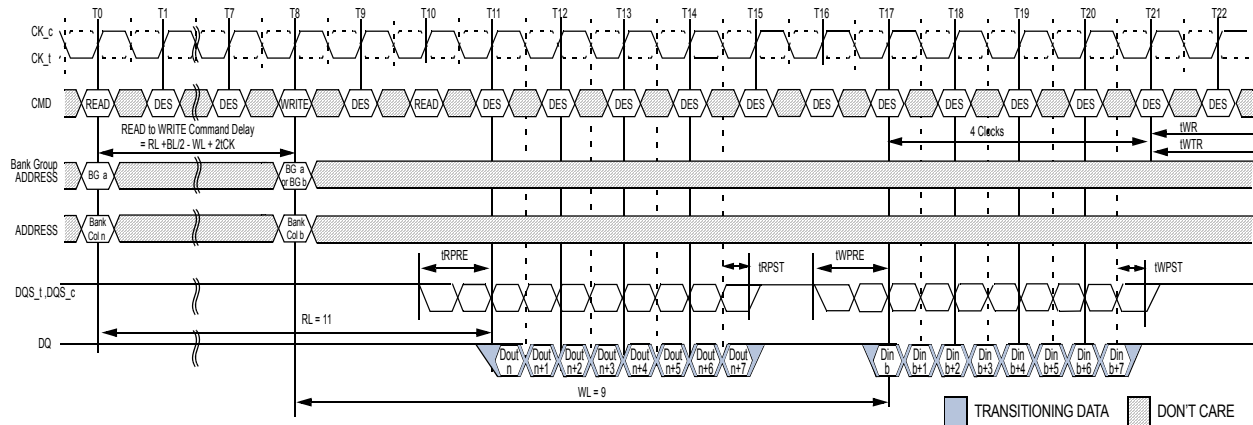 T0 T1 T7 T8 T9 T10 T11 T12 T13 T14 T15 T16 T17 T18 T19 T20 T21 T22
CK_c
CK_t
CMD READ DES DES WRITE DES READ DES DES DES DES DES DES DES DES DES DES DES DES
READ to WRITE Command Delay
= RL +BL/2 - WL + 2tCK
4 Clocks
tWR
tWTR
Bank Group
ADDRESS
BG a
BG a
or BG b
ADDRESS
Bank
Col n
Bank
Col b
tRPRE tRPST tWPRE tWPST
DQS_t ,DQS_c
RL = 11
DQ
Dout
n
Dout
n+1
Dout
n+2
Dout
n+3
Dout
n+4
Dout
n+5
Dout
n+6
Dout
n+7
Din
b
Din
b+1
Din
b+2
Din
b+3
Din
b+4
Din
b+5
Din
b+6
Din
b+7
WL = 9
TRANSITIONING DATA
DON'T CARE